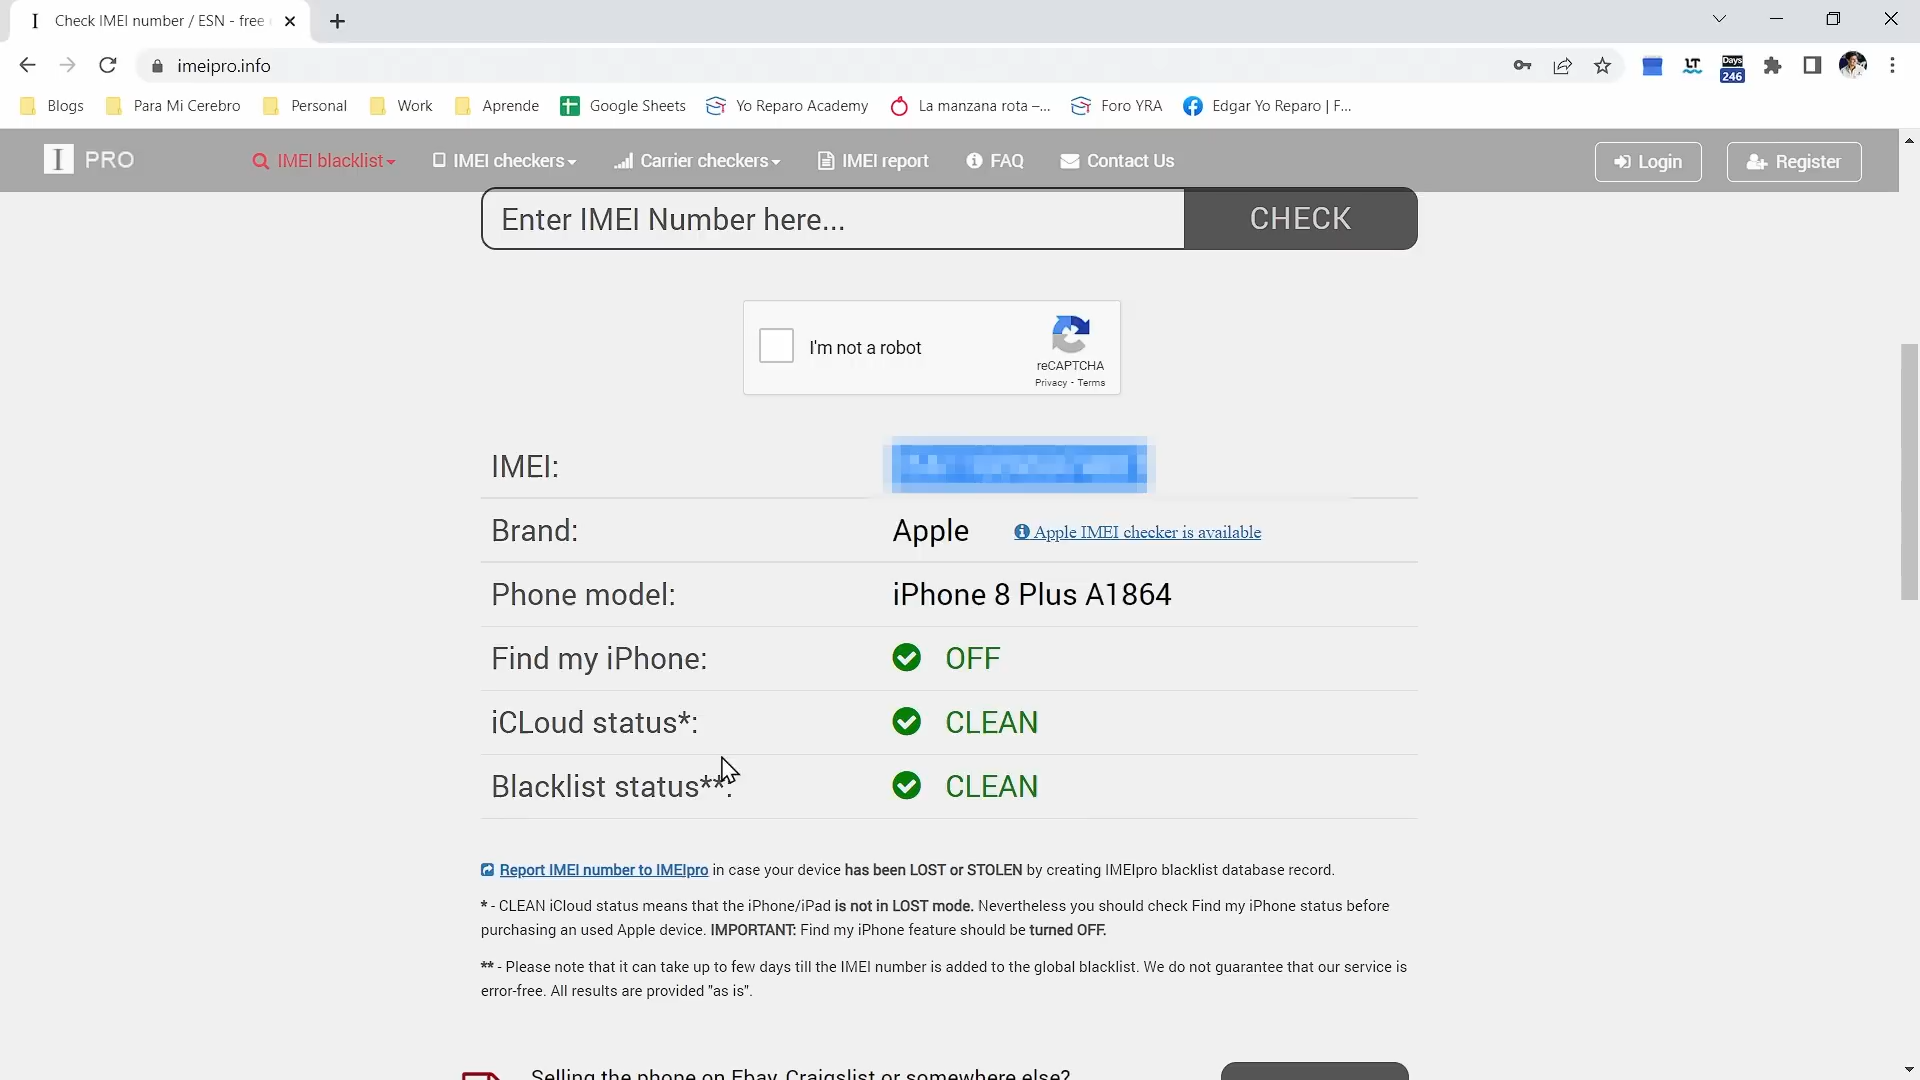 I Check IMEI number / ESN - free
imeipro.info
Days
246
LT
Blogs Para Mi Cerebro Personal Work Aprende Google Sheets Yo Reparo Academy La manzana rota –... Foro YRA Edgar Yo Reparo | F...
I PRO IMEI blacklist IMEI checkers Carrier checkers IMEI report FAQ Contact Us Login Register
Enter IMEI Number here... CHECK
I'm not a robot
reCAPTCHA
Privacy - Terms
IMEI:
Brand: Apple Apple IMEI checker is available
Phone model: iPhone 8 Plus A1864
Find my iPhone: OFF
iCLoud status*: CLEAN
Blacklist status**: CLEAN
Report IMEI number to IMEIpro in case your device has been LOST or STOLEN by creating IMEIpro blacklist database record.
* - CLEAN iCloud status means that the iPhone/iPad is not in LOST mode. Nevertheless you should check Find my iPhone status before
purchasing an used Apple device. IMPORTANT: Find my iPhone feature should be turned OFF.
** - Please note that it can take up to few days till the IMEI number is added to the global blacklist. We do not guarantee that our service is
error-free. All results are provided "as is".
Selling the phone on Ebay, Craigslist or somewhere else?